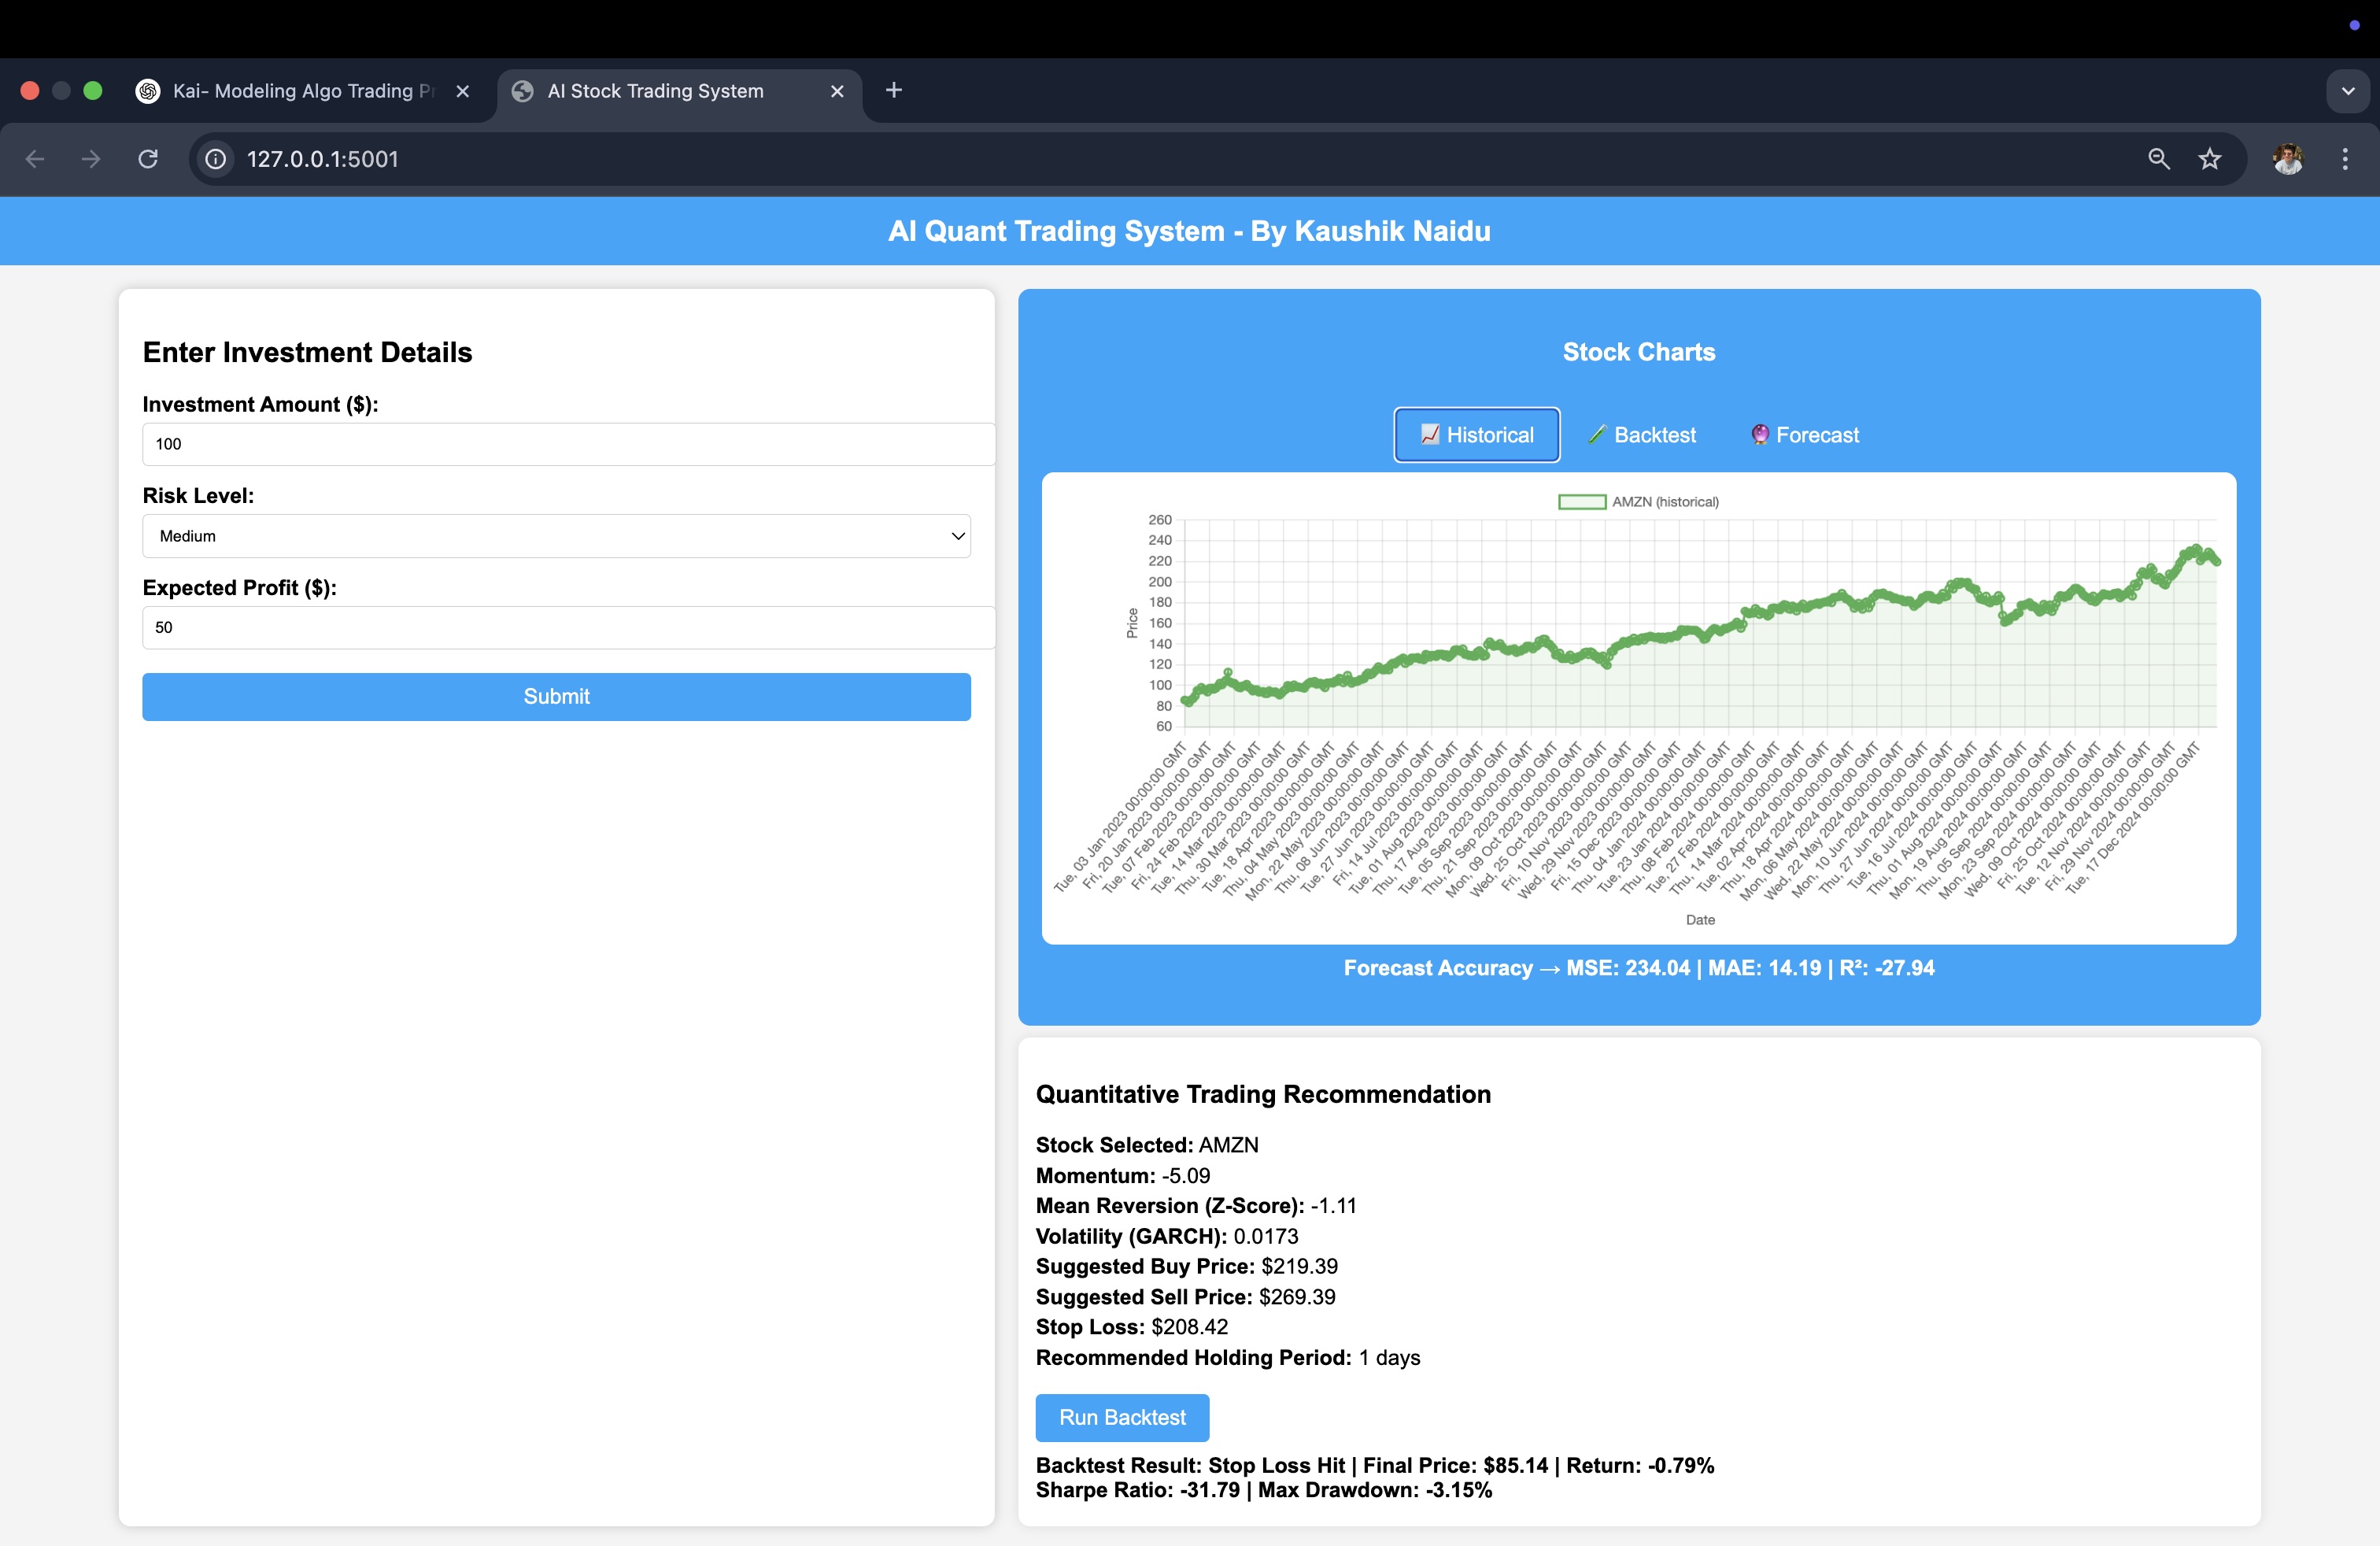 Kai- Modeling Algo Trading Pr
AI Stock Trading System
127.0.0.1:5001
AI Quant Trading System - By Kaushik Naidu
Enter Investment Details
Investment Amount ($):
100
Risk Level:
Medium
Expected Profit ($):
50
Submit
Stock Charts
📈 Historical
🧪 Backtest
🔮 Forecast
AMZN (historical)
260
240
220
200
180
160
140
120
100
80
60
Price
Tue, 03 Jan 2023 00:00:00 GMT
Fri, 20 Jan 2023 00:00:00 GMT
Tue, 07 Feb 2023 00:00:00 GMT
Fri, 24 Feb 2023 00:00:00 GMT
Tue, 14 Mar 2023 00:00:00 GMT
Thu, 30 Mar 2023 00:00:00 GMT
Tue, 18 Apr 2023 00:00:00 GMT
Thu, 04 May 2023 00:00:00 GMT
Mon, 22 May 2023 00:00:00 GMT
Thu, 08 Jun 2023 00:00:00 GMT
Tue, 27 Jun 2023 00:00:00 GMT
Fri, 14 Jul 2023 00:00:00 GMT
Tue, 01 Aug 2023 00:00:00 GMT
Thu, 17 Aug 2023 00:00:00 GMT
Tue, 05 Sep 2023 00:00:00 GMT
Thu, 21 Sep 2023 00:00:00 GMT
Mon, 09 Oct 2023 00:00:00 GMT
Wed, 25 Oct 2023 00:00:00 GMT
Fri, 10 Nov 2023 00:00:00 GMT
Wed, 29 Nov 2023 00:00:00 GMT
Fri, 15 Dec 2023 00:00:00 GMT
Thu, 04 Jan 2024 00:00:00 GMT
Tue, 23 Jan 2024 00:00:00 GMT
Thu, 08 Feb 2024 00:00:00 GMT
Tue, 27 Feb 2024 00:00:00 GMT
Thu, 14 Mar 2024 00:00:00 GMT
Tue, 02 Apr 2024 00:00:00 GMT
Thu, 18 Apr 2024 00:00:00 GMT
Mon, 06 May 2024 00:00:00 GMT
Wed, 22 May 2024 00:00:00 GMT
Mon, 10 Jun 2024 00:00:00 GMT
Thu, 27 Jun 2024 00:00:00 GMT
Tue, 16 Jul 2024 00:00:00 GMT
Thu, 01 Aug 2024 00:00:00 GMT
Mon, 19 Aug 2024 00:00:00 GMT
Thu, 05 Sep 2024 00:00:00 GMT
Mon, 23 Sep 2024 00:00:00 GMT
Wed, 09 Oct 2024 00:00:00 GMT
Fri, 25 Oct 2024 00:00:00 GMT
Tue, 12 Nov 2024 00:00:00 GMT
Fri, 29 Nov 2024 00:00:00 GMT
Tue, 17 Dec 2024 00:00:00 GMT
Date
Forecast Accuracy → MSE: 234.04 | MAE: 14.19 | R²: -27.94
Quantitative Trading Recommendation
Stock Selected: AMZN
Momentum: -5.09
Mean Reversion (Z-Score): -1.11
Volatility (GARCH): 0.0173
Suggested Buy Price: $219.39
Suggested Sell Price: $269.39
Stop Loss: $208.42
Recommended Holding Period: 1 days
Run Backtest
Backtest Result: Stop Loss Hit | Final Price: $85.14 | Return: -0.79%
Sharpe Ratio: -31.79 | Max Drawdown: -3.15%